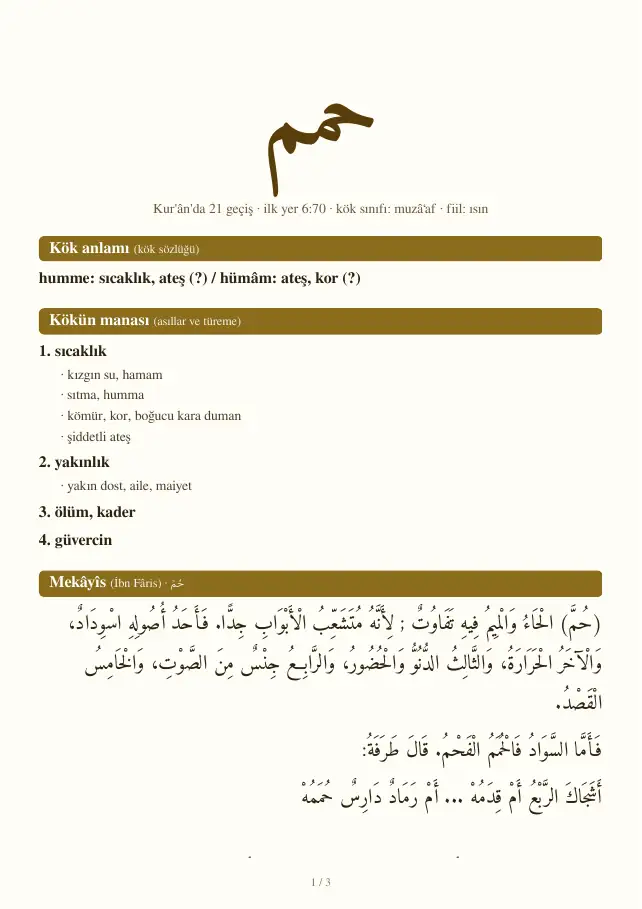 حمم
Kur'ân'da 21 geçiş · ilk yer 6:70 · kök sınıfı: muzâ'af · fiil: ısın
Kök anlamı (kök sözlüğü)
humme: sıcaklık, ateş (?) / hümâm: ateş, kor (?)
Kökün manası (asıllar ve türeme)
1. sıcaklık
· kızgın su, hamam
· sıtma, humma
· kömür, kor, boğucu kara duman
· şiddetli ateş
2. yakınlık
· yakın dost, aile, maiyet
3. ölüm, kader
4. güvercin
Mekâyîs (İbn Fâris) · حُمَّ
(حُمَّ) الْحَاءُ وَالْمِيمُ فِيهِ تَفَاوُتٌ ; لِأَنَّهُ مُتَشَعِّبُ الْأَبْوَابِ جِدًّا. فَأَحَدُ أُصُولِهِ اسْوِدَادٌ،
وَالْآخَرُ الْحَرَارَةُ، وَالثَّالِثُ الدُّنُوُّ وَالْحُضُورُ، وَالرَّابِعُ جِنْسٌ مِنَ الصَّوْتِ، وَالْخَامِسُ
الْقَصْدُ.
فَأَمَّا السَّوَادُ فَالْحُمَمُ الْفَحْمُ. قَالَ طَرَفَةُ:
أَشَجَاكَ الرَّبْعُ أَمْ قِدَمُهْ ... أَمْ رَمَادٌ دَارِسٌ حُمَمُهْ
1 / 3